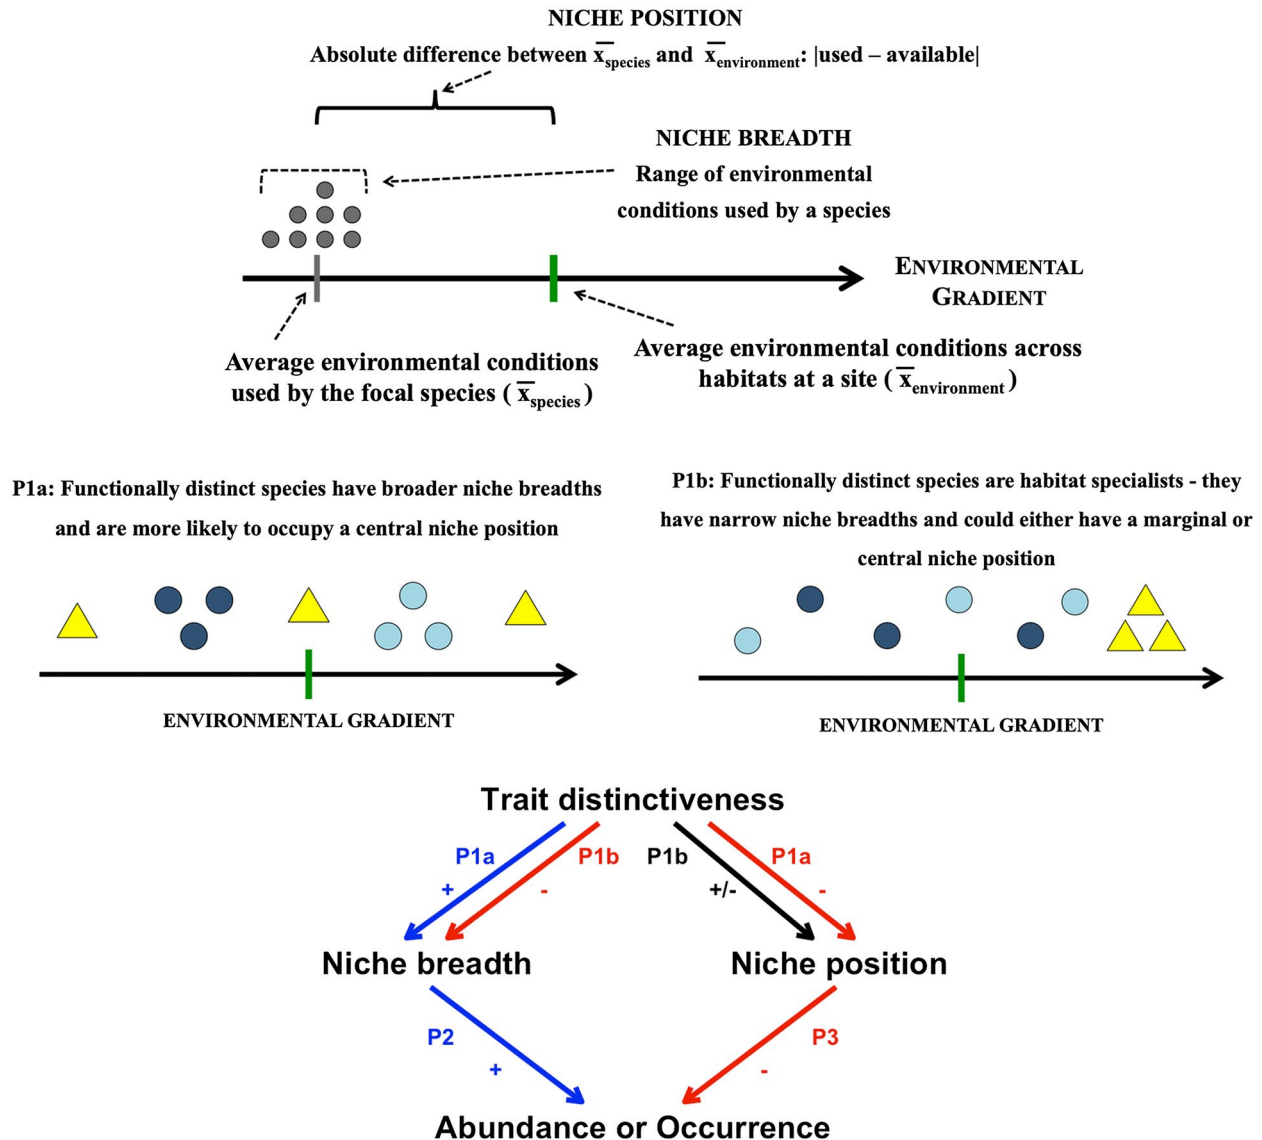 NICHE POSITION
Absolute difference between x̅species and x̅environment: |used – available|
NICHE BREADTH
Range of environmental
conditions used by a species
ENVIRONMENTAL
GRADIENT
Average environmental conditions
used by the focal species ( x̅species )
Average environmental conditions across
habitats at a site ( x̅environment )
P1a: Functionally distinct species have broader niche breadths
and are more likely to occupy a central niche position
P1b: Functionally distinct species are habitat specialists - they
have narrow niche breadths and could either have a marginal or
central niche position
ENVIRONMENTAL GRADIENT
ENVIRONMENTAL GRADIENT
Trait distinctiveness
P1a
+
P1b
-
P1b
+/-
P1a
-
Niche breadth
Niche position
P2
+
P3
-
Abundance or Occurrence